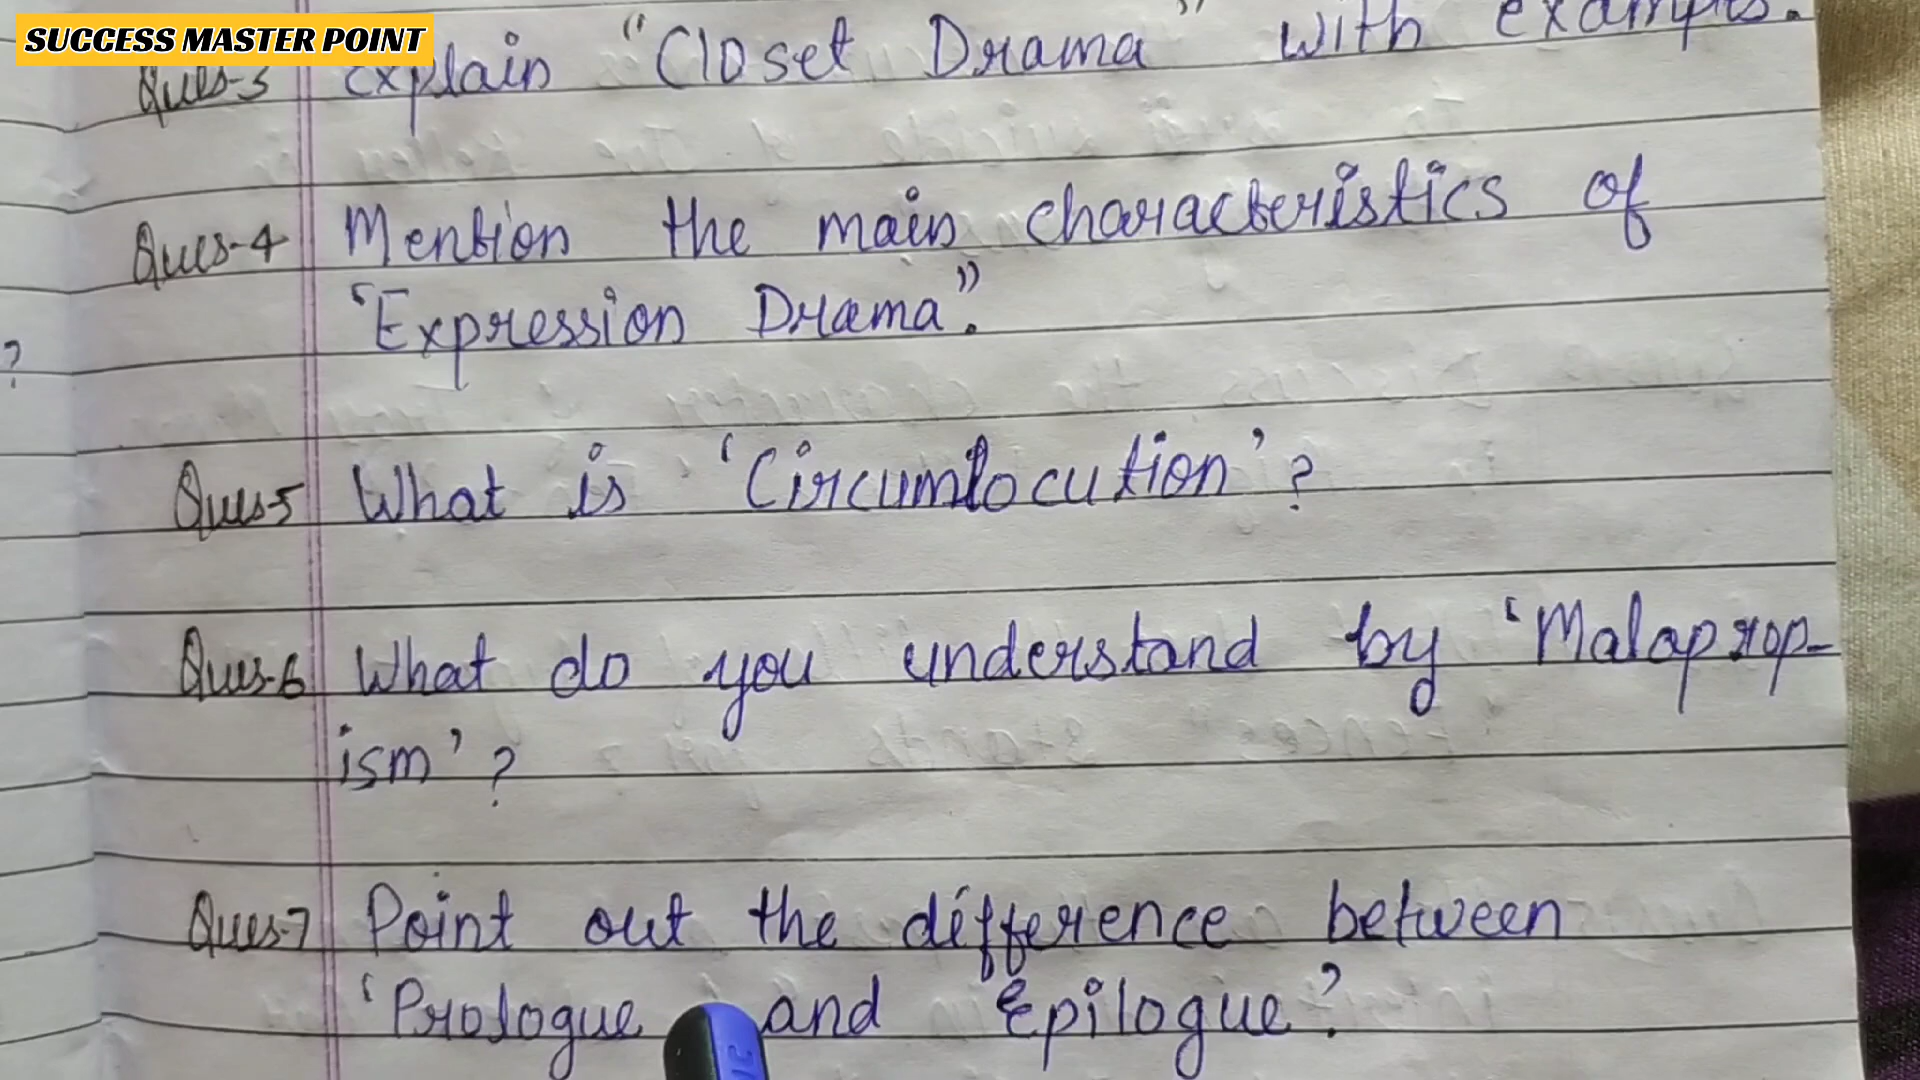 SUCCESS MASTER POINT
Ques-3 Explain "Closet Drama" with examples.
Ques-4 Mention the main characteristics of
"Expression Drama".
?
Ques-5 What is 'Circumlocution'?
Ques-6 What do you understand by 'Malaprop-
ism'?
Ques-7 Point out the difference between
'Prologue and Epilogue'?